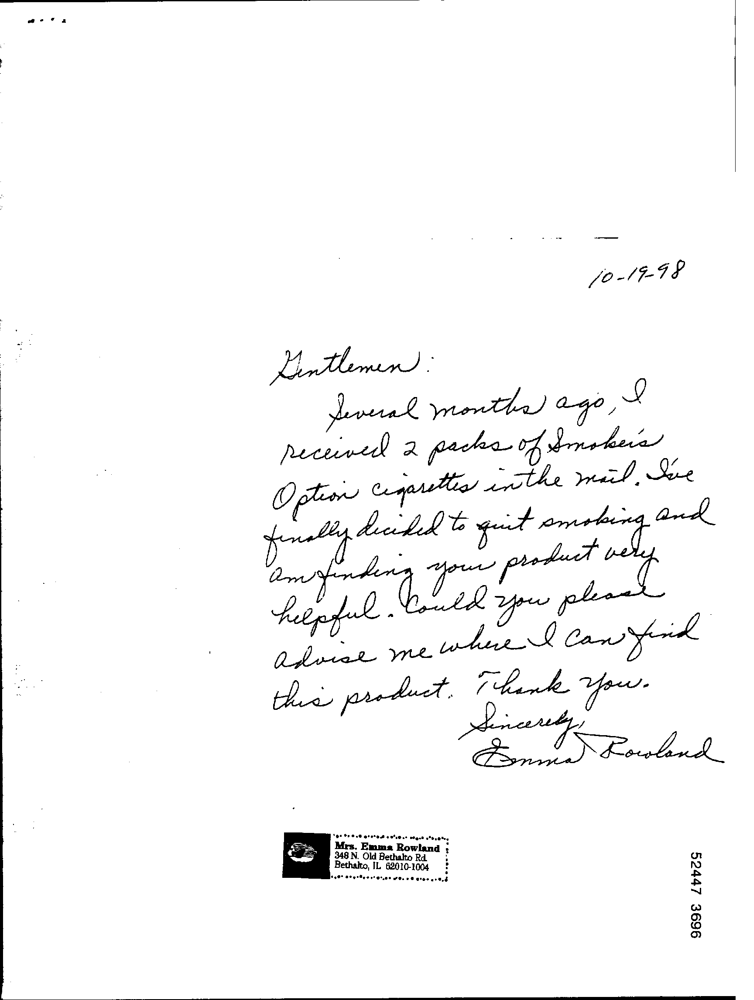 10-19-98
Gentlemen:
Several months ago, I
received 2 packs of Smoker's
Option cigarettes in the mail. I've
finally decided to quit smoking and
am finding your product very
helpful. Could you please
advise me where I can find
this product. Thank you.
Sincerely,
Emma Rowland
Mrs. Emma Rowland
348 N. Old Bethalto Rd.
Bethalto, IL 62010-1004
52447 3696